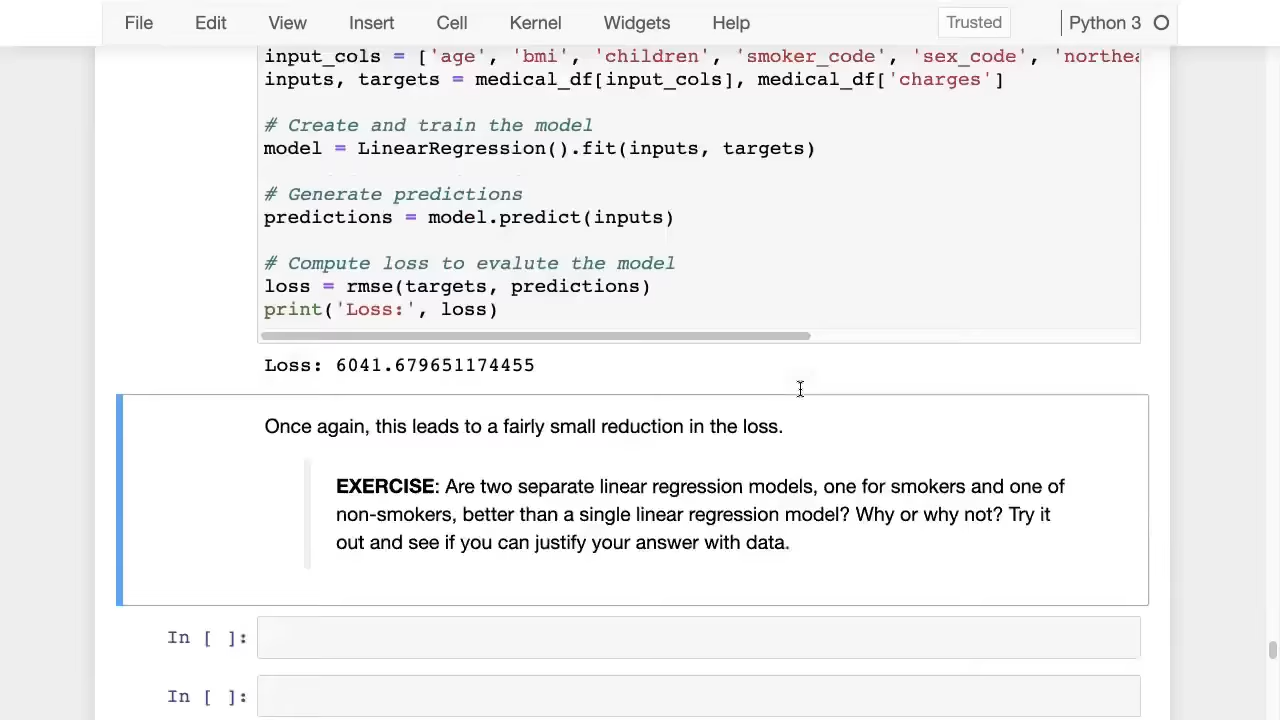 File Edit View Insert Cell Kernel Widgets Help Trusted Python 3
input_cols = ['age', 'bmi', 'children', 'smoker_code', 'sex_code', 'northea
inputs, targets = medical_df[input_cols], medical_df['charges']
# Create and train the model
model = LinearRegression().fit(inputs, targets)
# Generate predictions
predictions = model.predict(inputs)
# Compute loss to evalute the model
loss = rmse(targets, predictions)
print('Loss:', loss)
Loss: 6041.679651174455
Once again, this leads to a fairly small reduction in the loss.
EXERCISE: Are two separate linear regression models, one for smokers and one of
non-smokers, better than a single linear regression model? Why or why not? Try it
out and see if you can justify your answer with data.
In [ ]:
In [ ]: